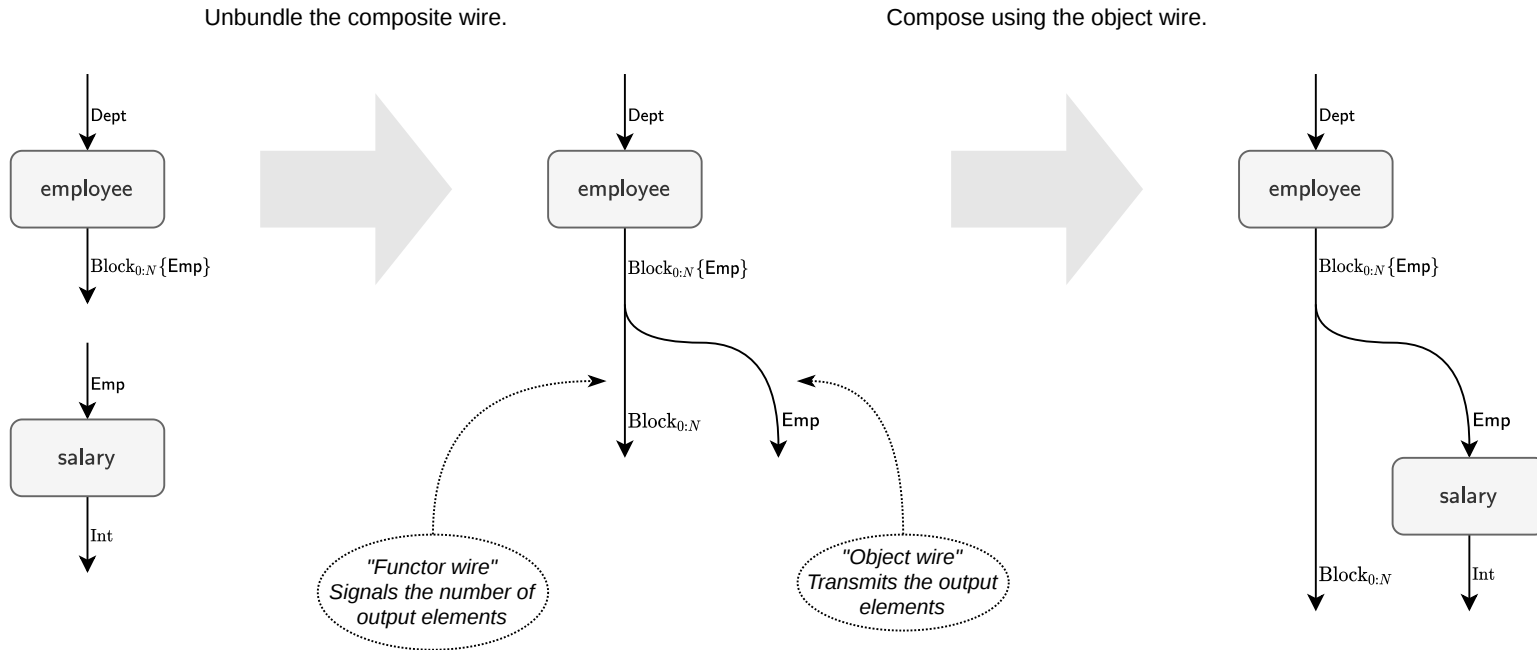 Unbundle the composite wire.
Compose using the object wire.
Dept
employee
Block0:N{Emp}
Emp
salary
Int
Dept
employee
Block0:N{Emp}
Block0:N
Emp
"Functor wire"
Signals the number of
output elements
"Object wire"
Transmits the output
elements
Dept
employee
Block0:N{Emp}
Emp
salary
Block0:N
Int